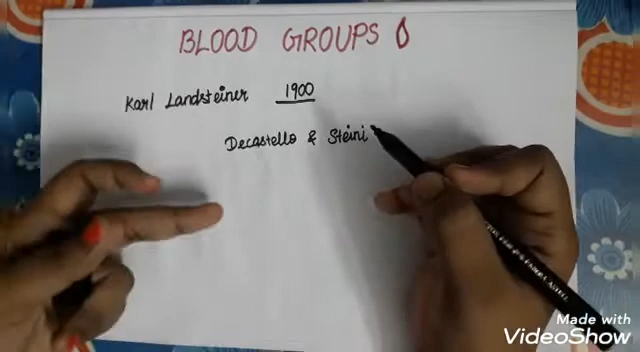 BLOOD GROUPS
Karl Landsteiner 1900
Decastello & Steini
Made with
VideoShow